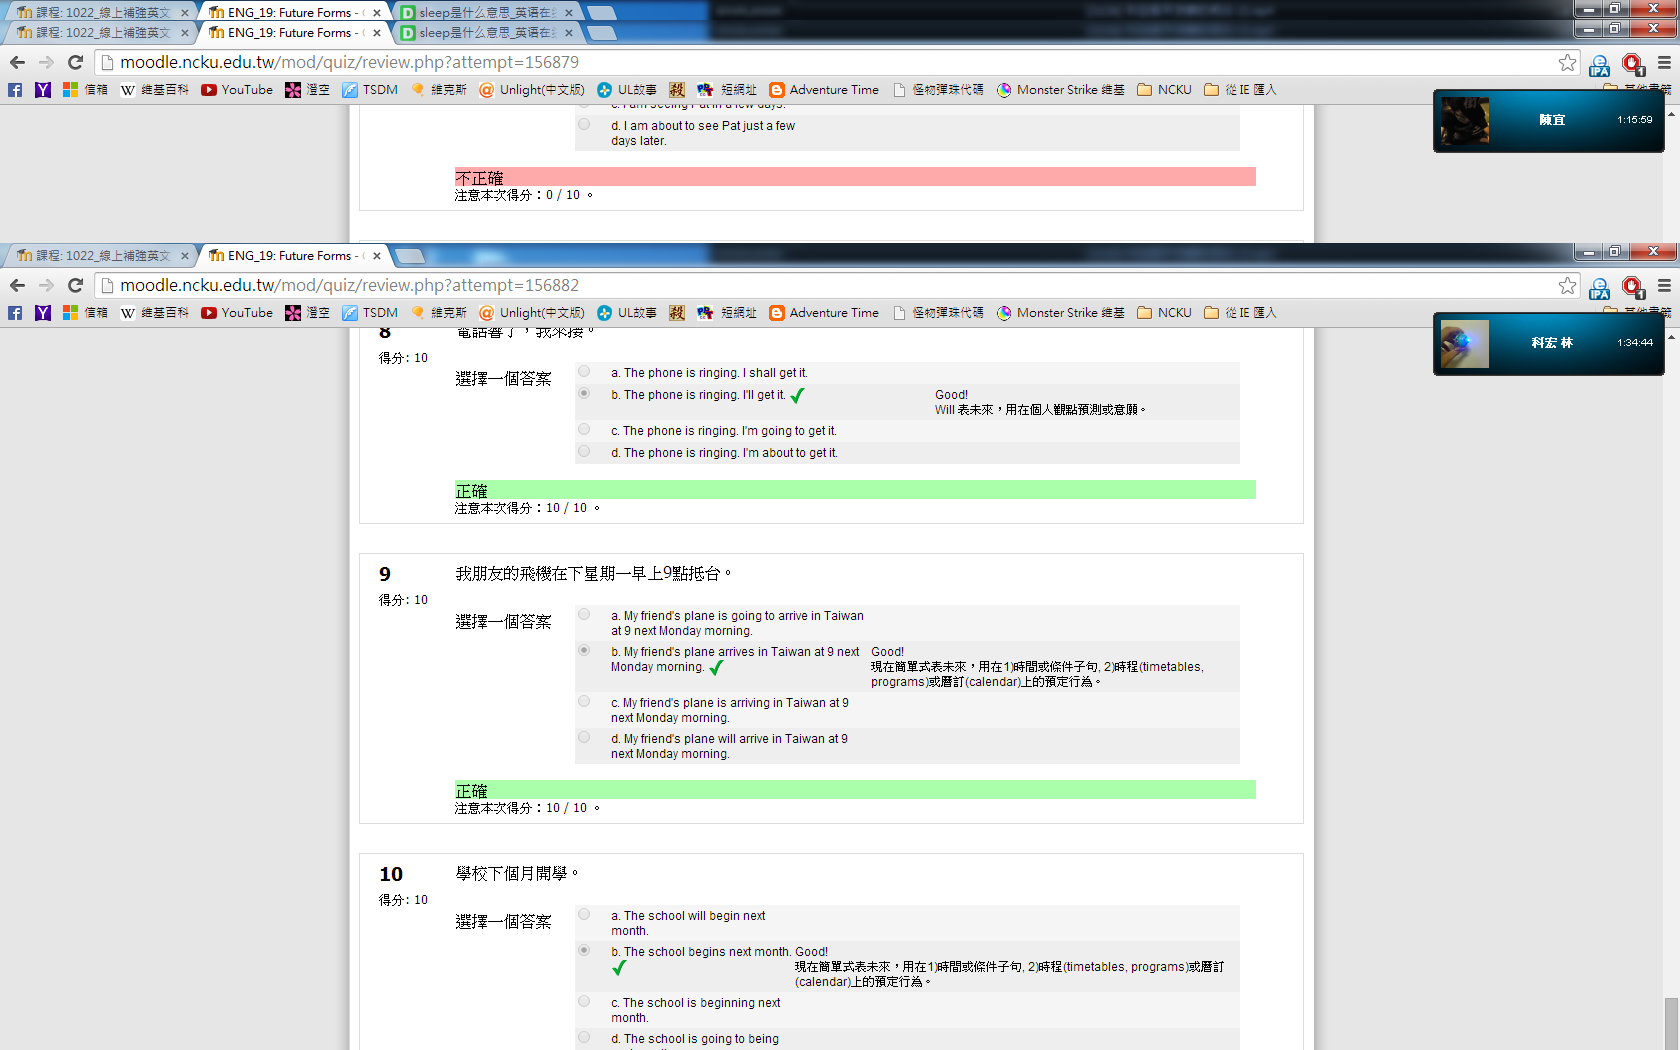 課程: 1022_線上補強英文
ENG_19: Future Forms - (
sleep是什么意思_英语在线
課程: 1022_線上補強英文
ENG_19: Future Forms - (
sleep是什么意思_英语在线
moodle.ncku.edu.tw/mod/quiz/review.php?attempt=156879
信箱 維基百科 YouTube 澄空 TSDM 維克斯 Unlight(中文版) UL故事 短網址 Adventure Time 怪物彈珠代碼 Monster Strike 維基 NCKU 從 IE 匯入
其他書籤
陳宜
1:15:59
c. I am seeing Pat in a few days.
d. I am about to see Pat just a few
days later.
不正確
注意本次得分：0 / 10 。
課程: 1022_線上補強英文
ENG_19: Future Forms - (
moodle.ncku.edu.tw/mod/quiz/review.php?attempt=156882
信箱 維基百科 YouTube 澄空 TSDM 維克斯 Unlight(中文版) UL故事 短網址 Adventure Time 怪物彈珠代碼 Monster Strike 維基 NCKU 從 IE 匯入
其他書籤
科宏 林
1:34:44
8
電話響了，我來接。
得分: 10
選擇一個答案
a. The phone is ringing. I shall get it.
b. The phone is ringing. I'll get it.
Good!
Will 表未來，用在個人觀點預測或意願。
c. The phone is ringing. I'm going to get it.
d. The phone is ringing. I'm about to get it.
正確
注意本次得分：10 / 10 。
9
我朋友的飛機在下星期一早上9點抵台。
得分: 10
選擇一個答案
a. My friend's plane is going to arrive in Taiwan
at 9 next Monday morning.
b. My friend's plane arrives in Taiwan at 9 next
Monday morning.
Good!
現在簡單式表未來，用在1)時間或條件子句, 2)時程(timetables,
programs)或曆訂(calendar)上的預定行為。
c. My friend's plane is arriving in Taiwan at 9
next Monday morning.
d. My friend's plane will arrive in Taiwan at 9
next Monday morning.
正確
注意本次得分：10 / 10 。
10
學校下個月開學。
得分: 10
選擇一個答案
a. The school will begin next
month.
b. The school begins next month.
Good!
現在簡單式表未來，用在1)時間或條件子句, 2)時程(timetables, programs)或曆訂
(calendar)上的預定行為。
c. The school is beginning next
month.
d. The school is going to being